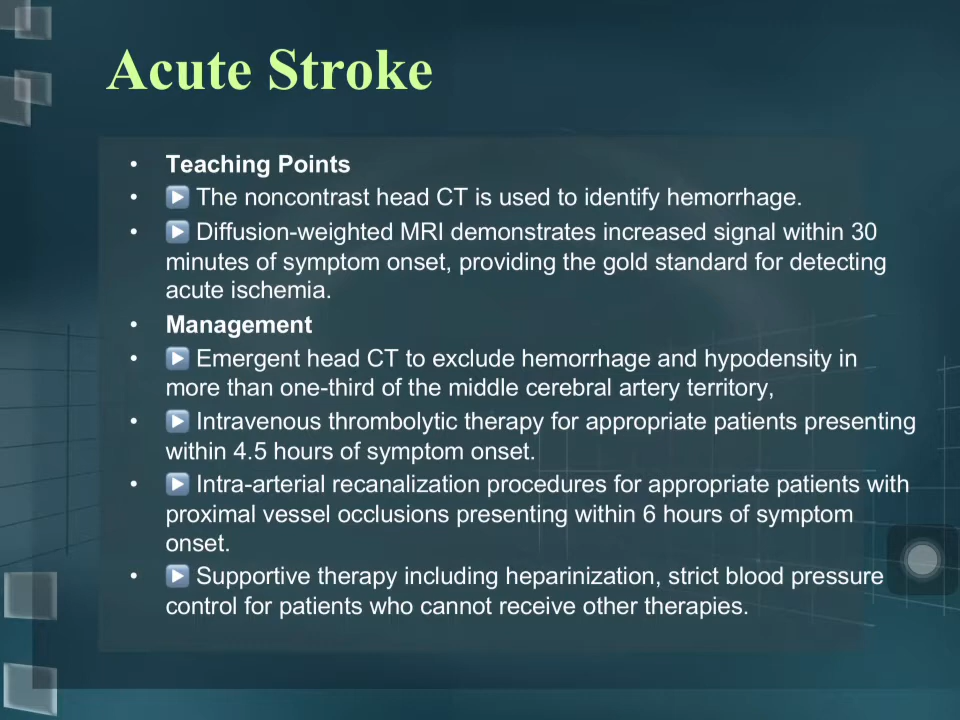 Acute Stroke
• Teaching Points
• ▶ The noncontrast head CT is used to identify hemorrhage.
• ▶ Diffusion-weighted MRI demonstrates increased signal within 30
minutes of symptom onset, providing the gold standard for detecting
acute ischemia.
• Management
• ▶ Emergent head CT to exclude hemorrhage and hypodensity in
more than one-third of the middle cerebral artery territory,
• ▶ Intravenous thrombolytic therapy for appropriate patients presenting
within 4.5 hours of symptom onset.
• ▶ Intra-arterial recanalization procedures for appropriate patients with
proximal vessel occlusions presenting within 6 hours of symptom
onset.
• ▶ Supportive therapy including heparinization, strict blood pressure
control for patients who cannot receive other therapies.